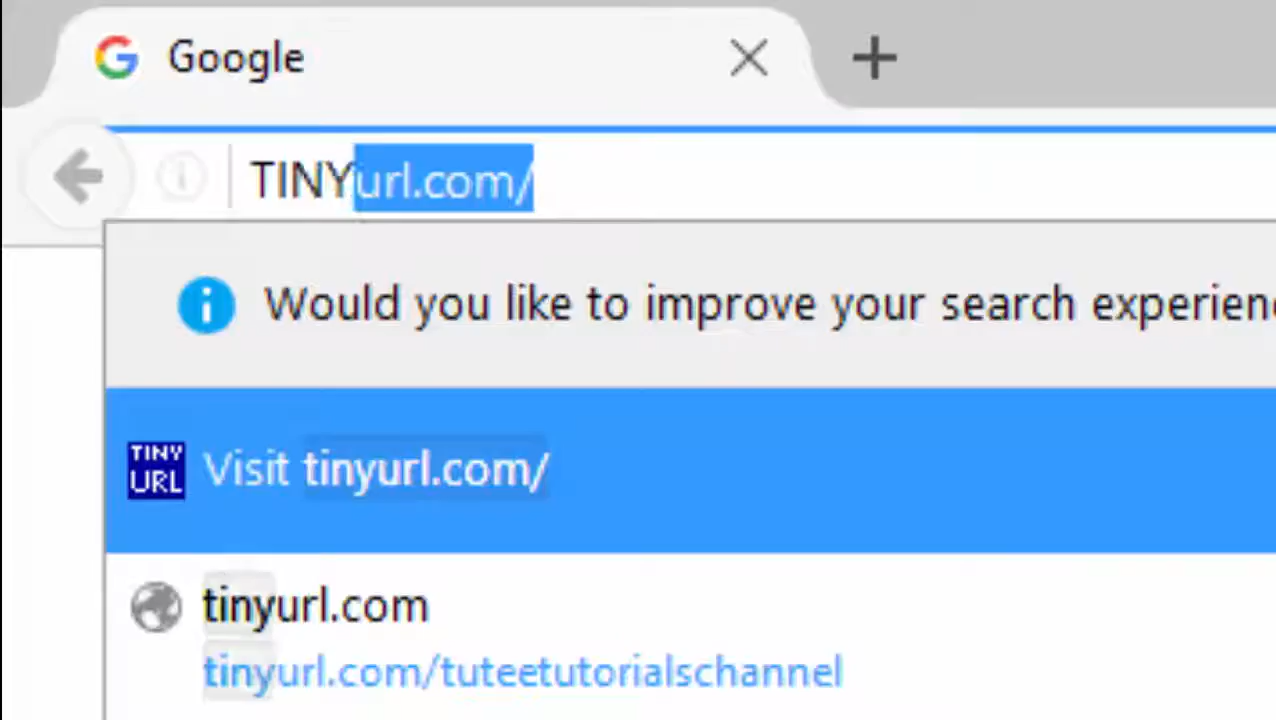 Google
TINYurl.com/
Would you like to improve your search
TINY
URL
Visit tinyurl.com/
tinyurl.com
tinyurl.com/tuteetutorialschannel